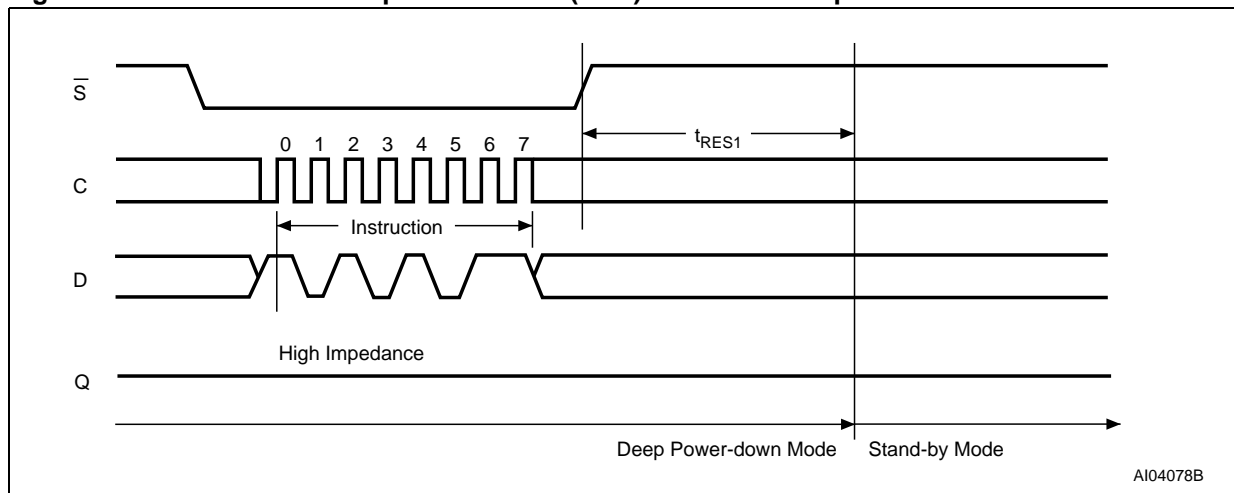 S
0 1 2 3 4 5 6 7
tRES1
C
Instruction
D
High Impedance
Q
Deep Power-down Mode Stand-by Mode
AI04078B